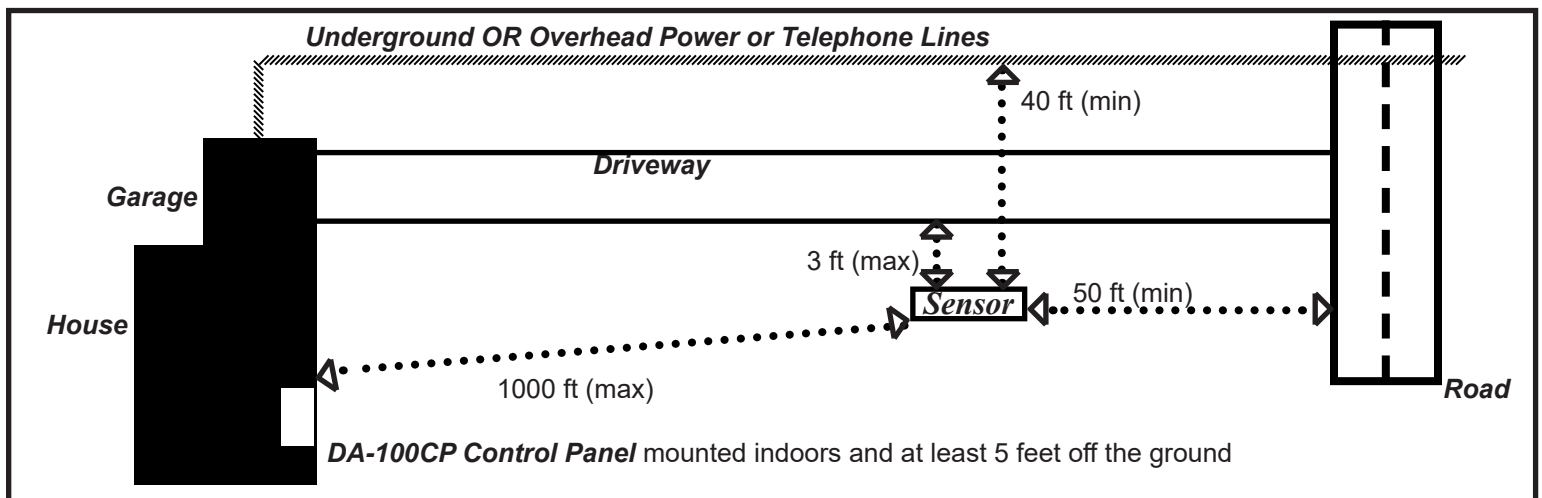 Underground OR Overhead Power or Telephone Lines
40 ft (min)
Driveway
Garage
3 ft (max)
Sensor
50 ft (min)
House
1000 ft (max)
Road
DA-100CP Control Panel mounted indoors and at least 5 feet off the ground